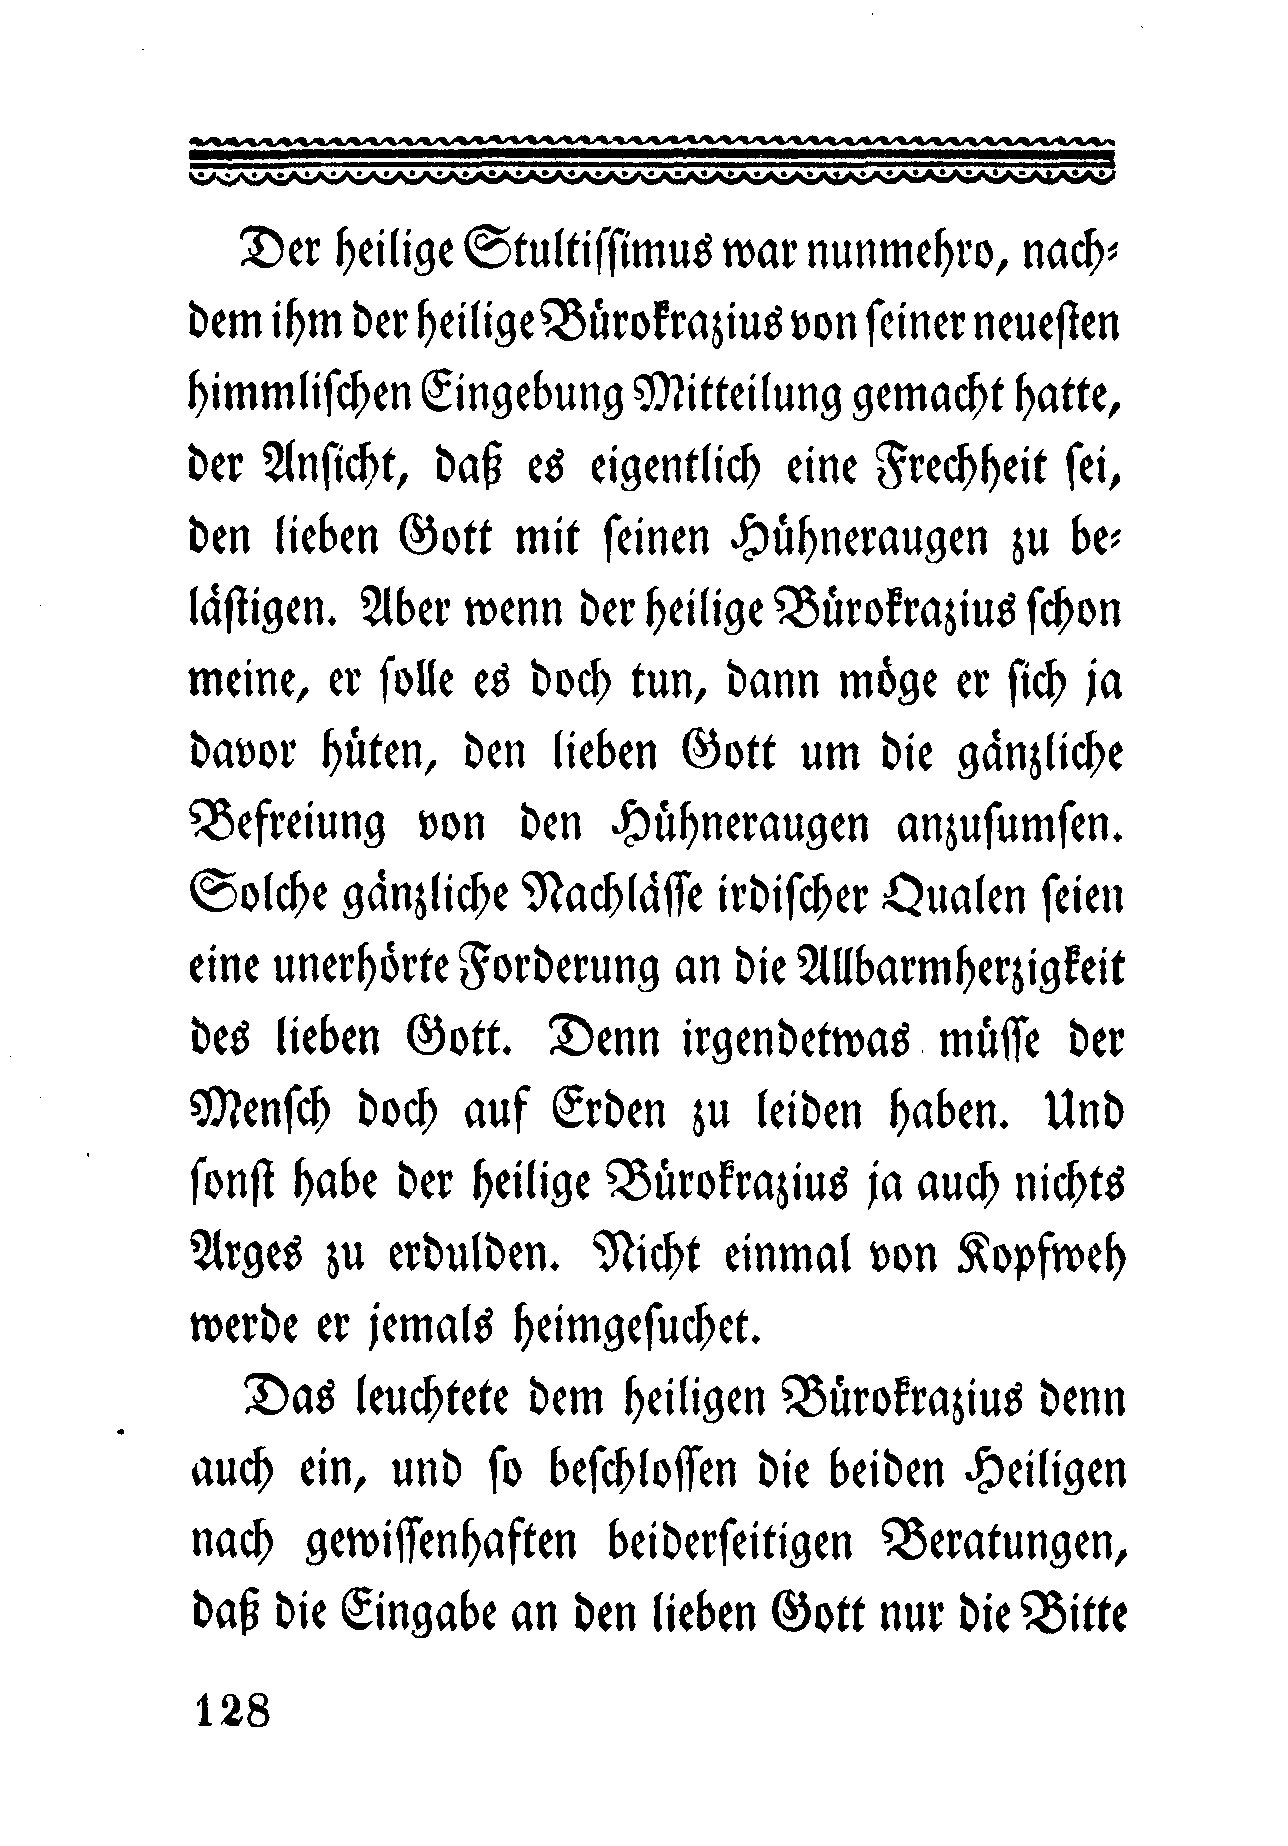 Der heilige Stultiſſimus war nunmehro, nach⸗
dem ihm der heilige Bürokrazius von ſeiner neueſten
himmliſchen Eingebung Mitteilung gemacht hatte,
der Anſicht, daß es eigentlich eine Frechheit ſei,
den lieben Gott mit ſeinen Hühneraugen zu be⸗
läſtigen. Aber wenn der heilige Bürokrazius ſchon
meine, er ſolle es doch tun, dann möge er ſich ja
davor hüten, den lieben Gott um die gänzliche
Befreiung von den Hühneraugen anzuſumſen.
Solche gänzliche Nachläſſe irdiſcher Qualen ſeien
eine unerhörte Forderung an die Allbarmherzigkeit
des lieben Gott. Denn irgendetwas müſſe der
Menſch doch auf Erden zu leiden haben. Und
ſonſt habe der heilige Bürokrazius ja auch nichts
Arges zu erdulden. Nicht einmal von Kopfweh
werde er jemals heimgeſuchet.
Das leuchtete dem heiligen Bürokrazius denn
auch ein, und ſo beſchloſſen die beiden Heiligen
nach gewiſſenhaften beiderſeitigen Beratungen,
daß die Eingabe an den lieben Gott nur die Bitte
128